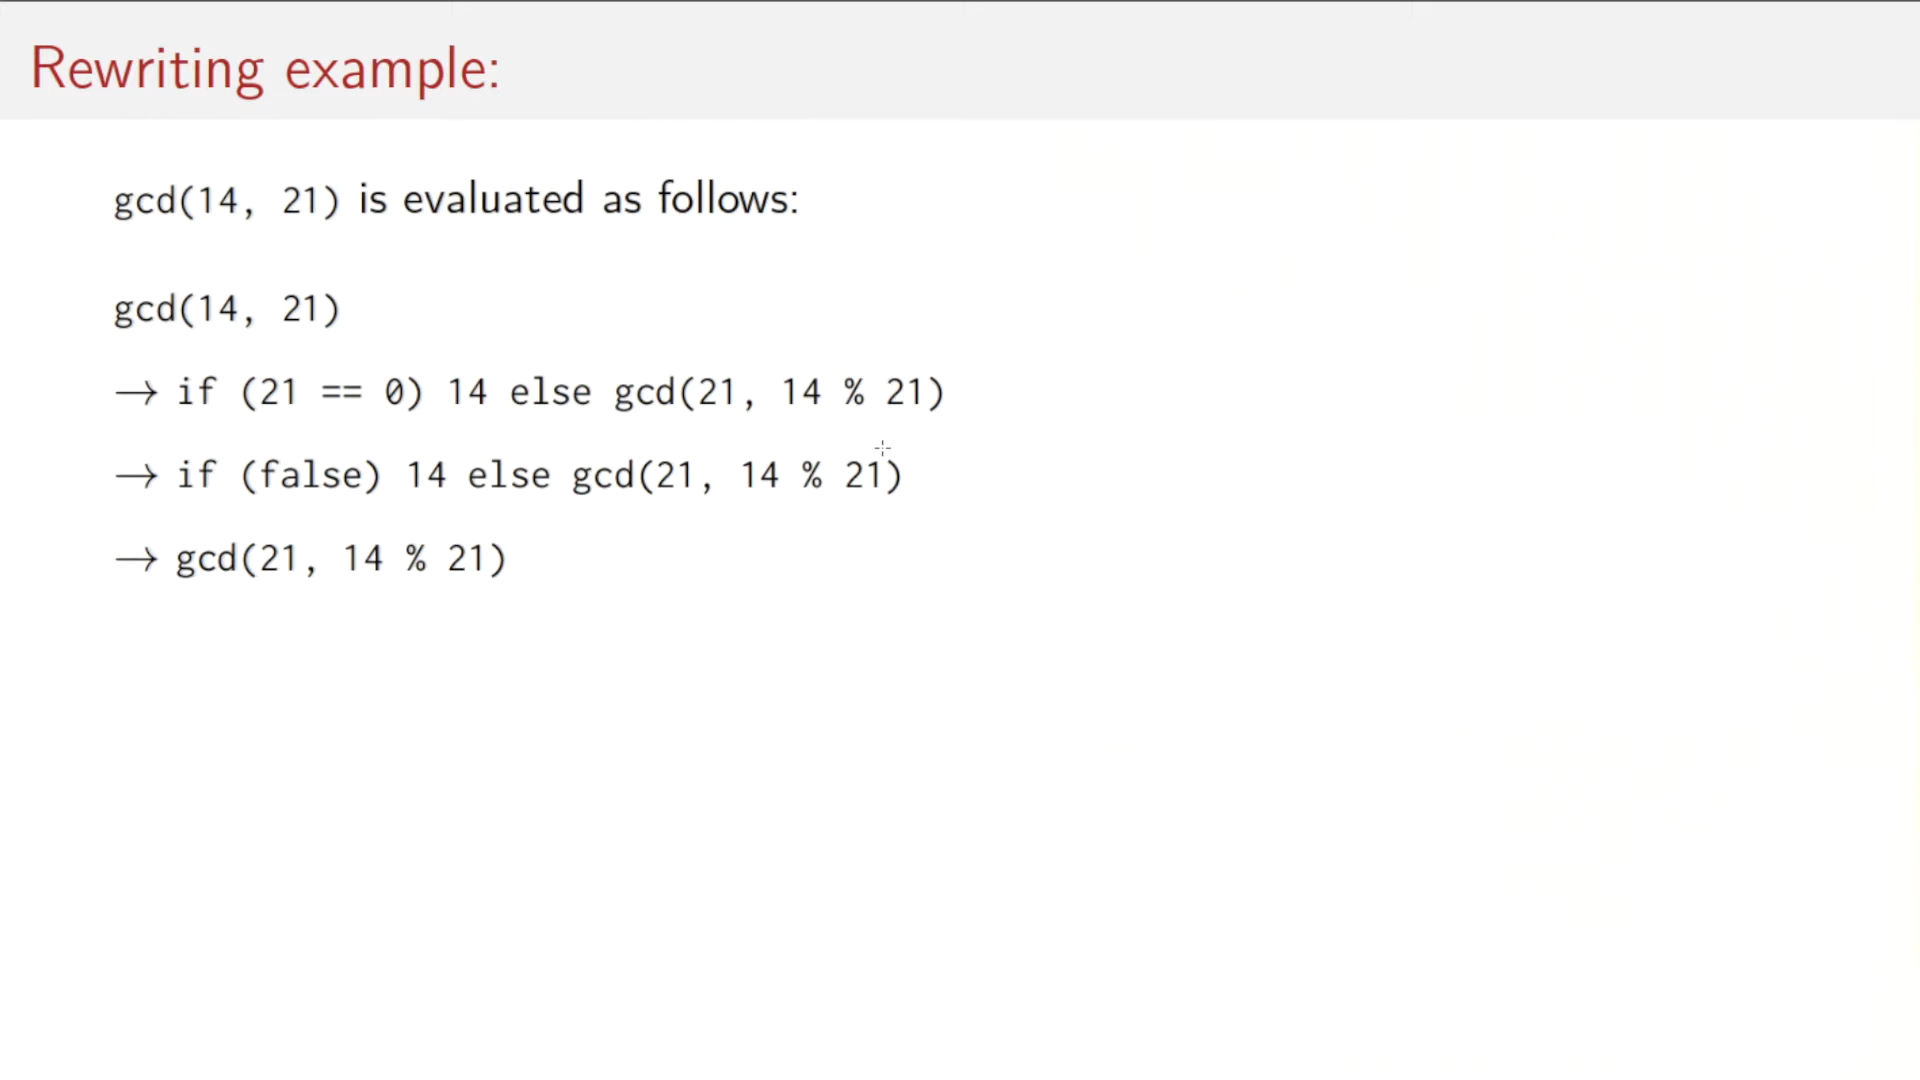 Rewriting example:
gcd(14, 21) is evaluated as follows:
gcd(14, 21)
→ if (21 == 0) 14 else gcd(21, 14 % 21)
→ if (false) 14 else gcd(21, 14 % 21)
→ gcd(21, 14 % 21)